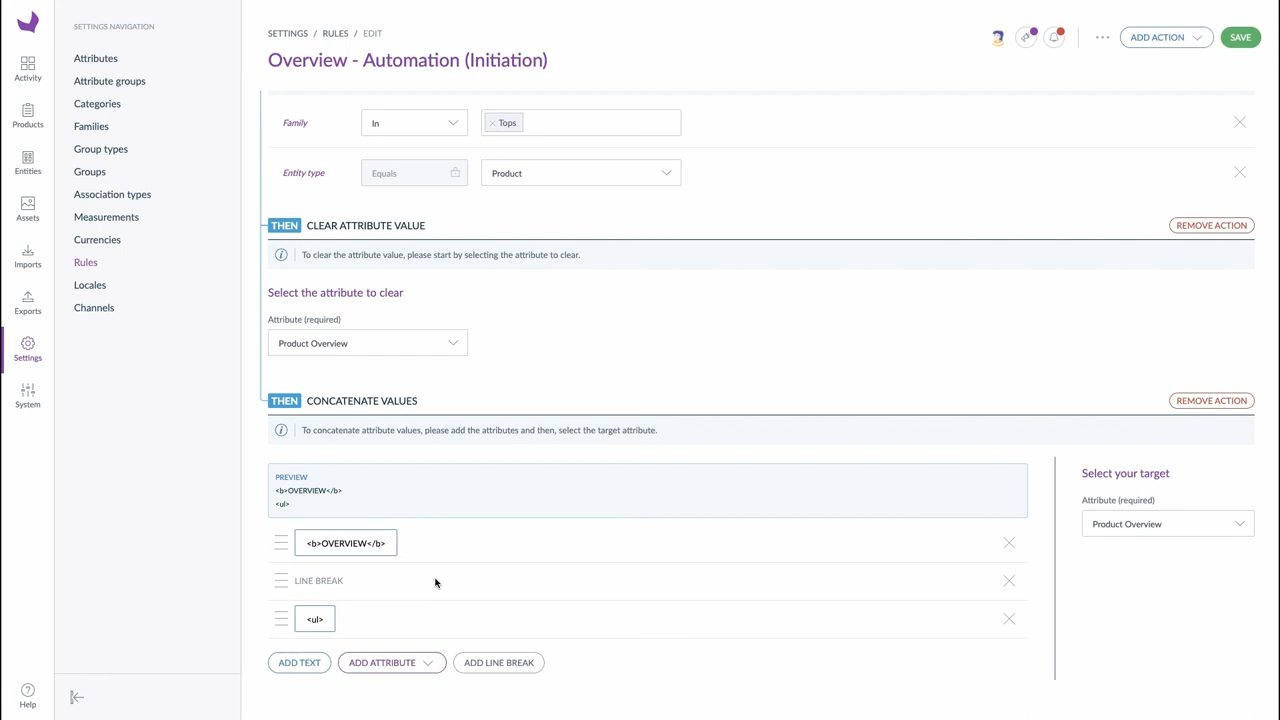 SETTINGS NAVIGATION
Activity
Products
Entities
Assets
Imports
Exports
Settings
System
Help
Attributes
Attribute groups
Categories
Families
Group types
Groups
Association types
Measurements
Currencies
Rules
Locales
Channels
SETTINGS / RULES / EDIT
Overview - Automation (Initiation)
ADD ACTION
SAVE
Family In × Tops
Entity type Equals Product
THEN CLEAR ATTRIBUTE VALUE REMOVE ACTION
To clear the attribute value, please start by selecting the attribute to clear.
Select the attribute to clear
Attribute (required)
Product Overview
THEN CONCATENATE VALUES REMOVE ACTION
To concatenate attribute values, please add the attributes and then, select the target attribute.
PREVIEW
<b>OVERVIEW</b>
<ul>
<b>OVERVIEW</b>
LINE BREAK
<ul>
ADD TEXT ADD ATTRIBUTE ADD LINE BREAK
Select your target
Attribute (required)
Product Overview